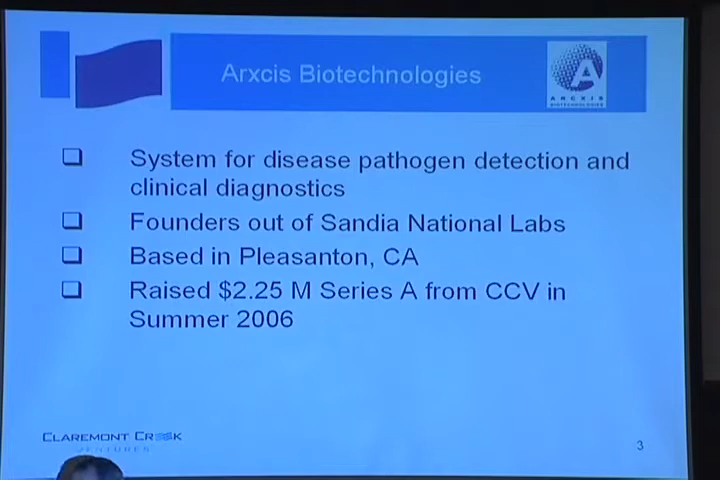 Arxcis Biotechnologies
A
ARCXIS
BIOTECHNOLOGIES
System for disease pathogen detection and
clinical diagnostics
Founders out of Sandia National Labs
Based in Pleasanton, CA
Raised $2.25 M Series A from CCV in
Summer 2006
CLAREMONT CREEK
VENTURES
3